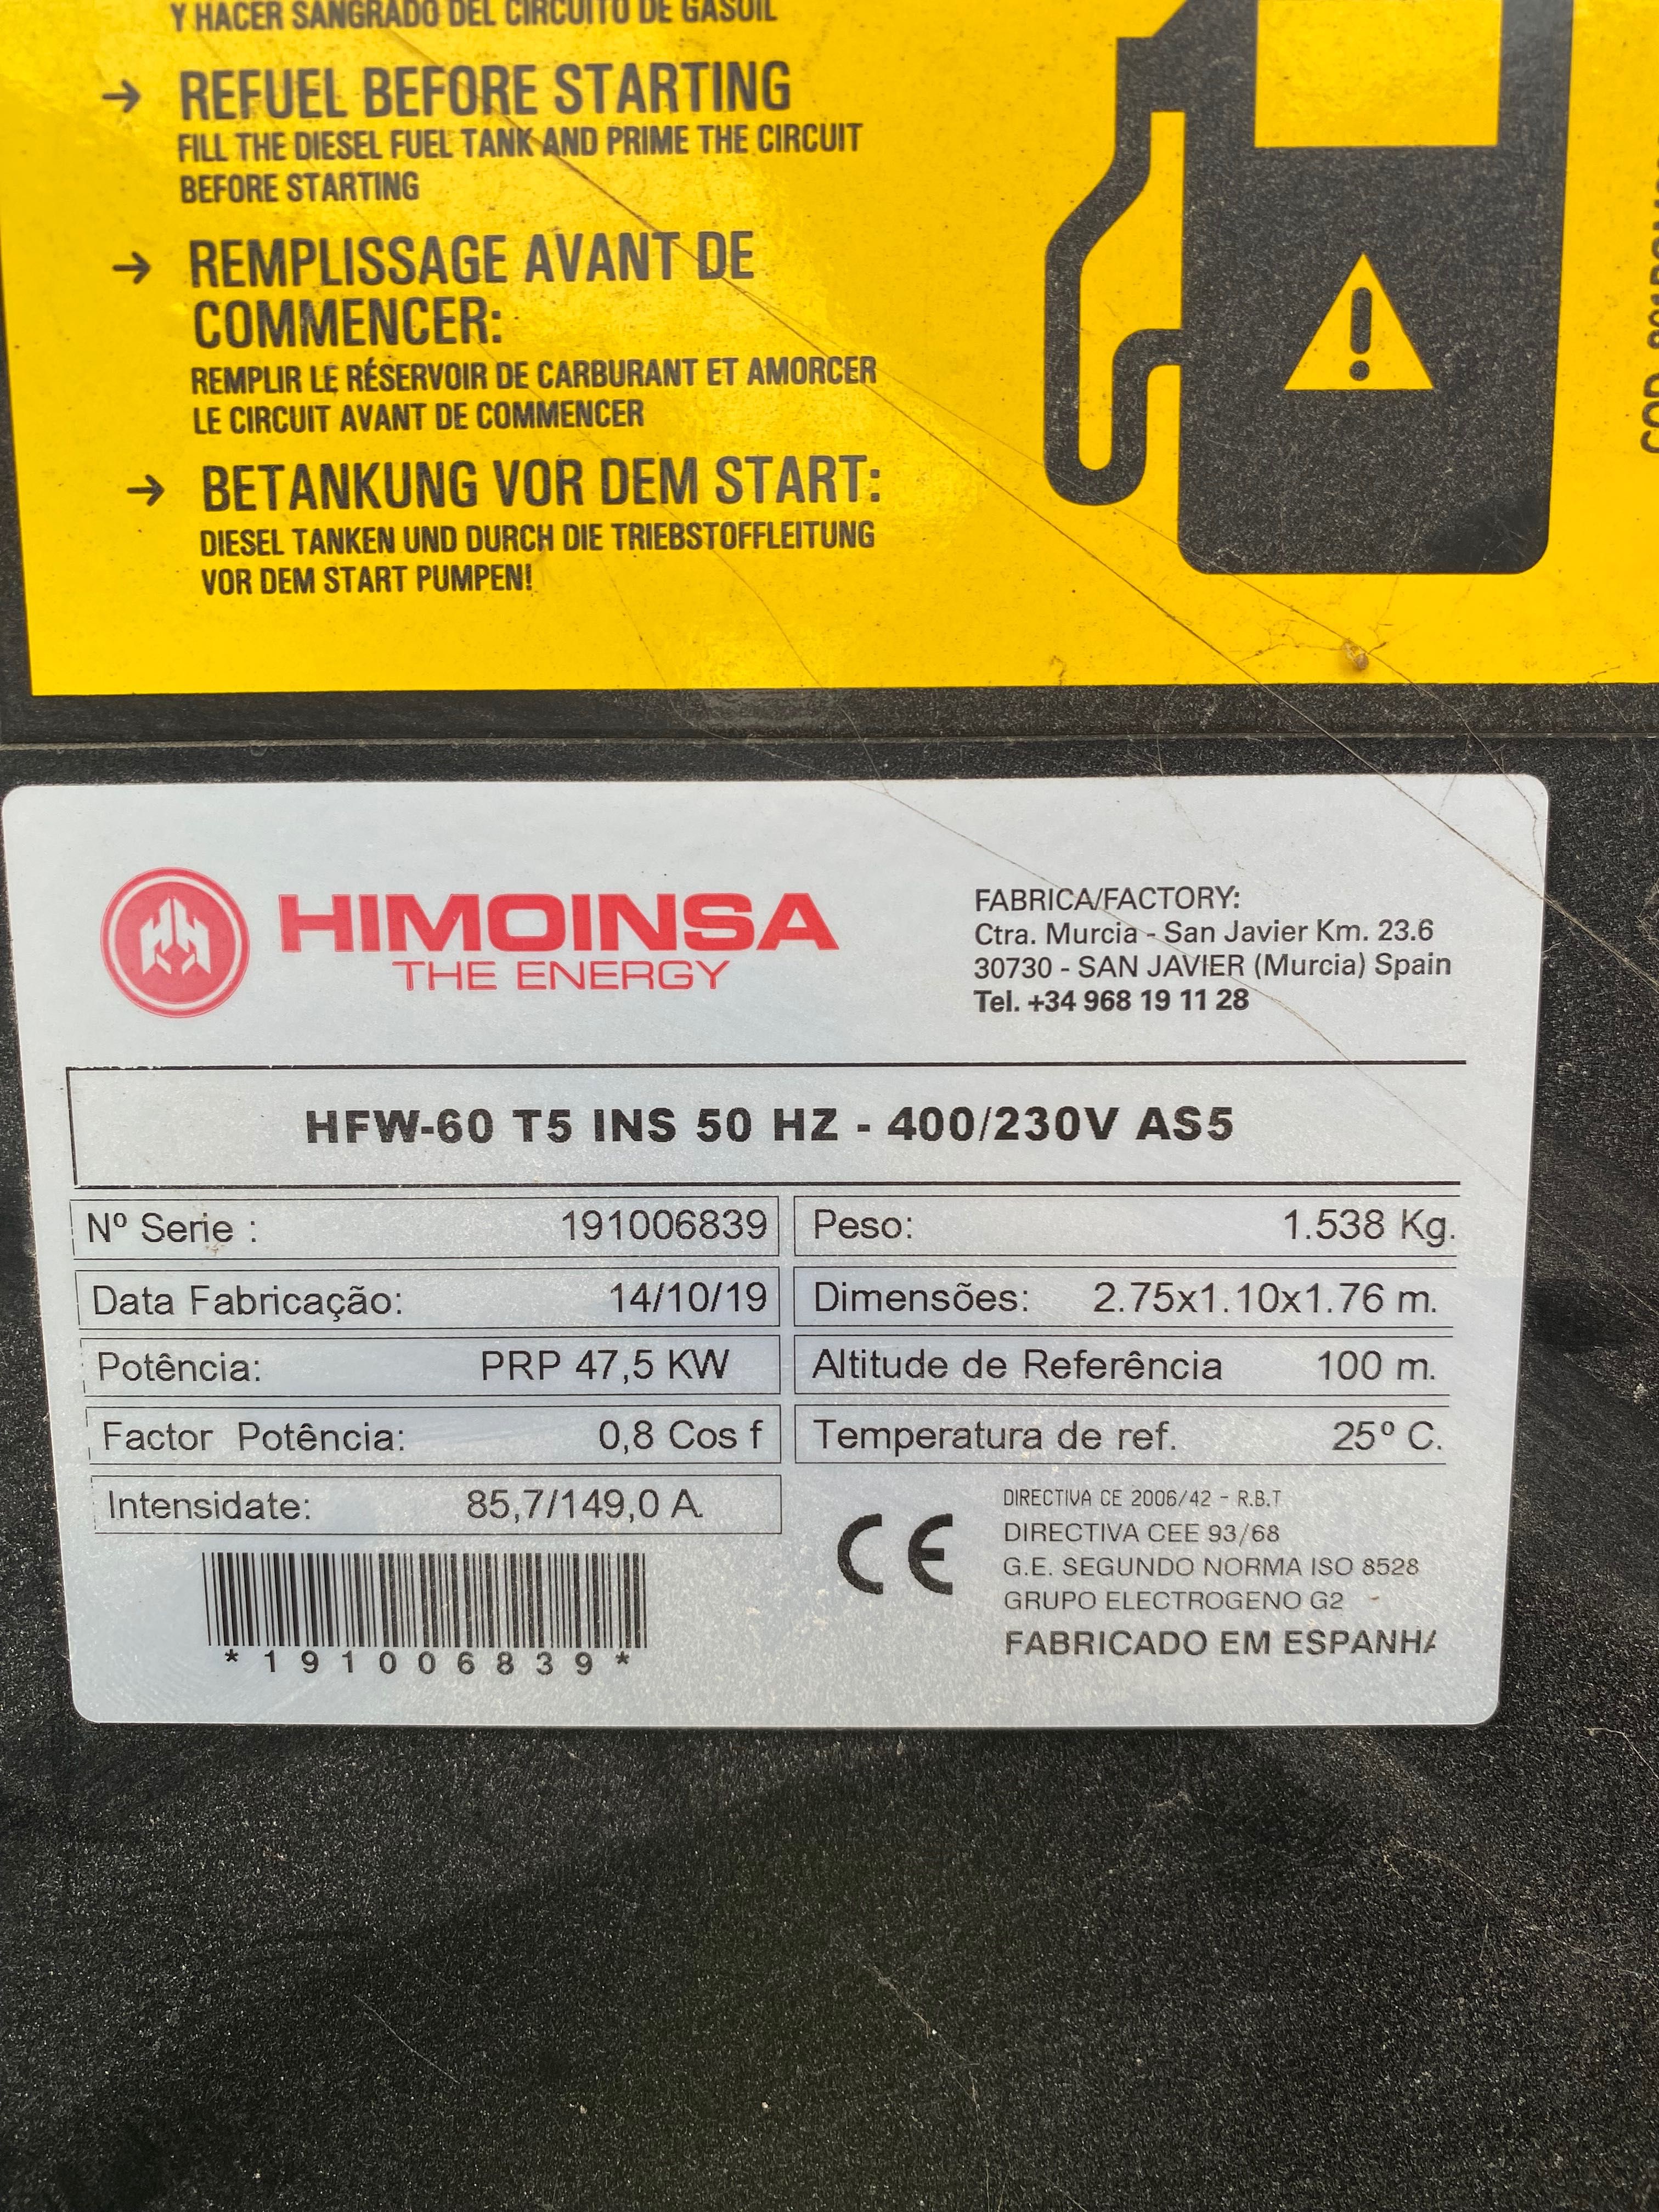 Y HACER SANGRADO DEL CIRCUITO DE GASOIL
→ REFUEL BEFORE STARTING
FILL THE DIESEL FUEL TANK AND PRIME THE CIRCUIT
BEFORE STARTING
→ REMPLISSAGE AVANT DE
COMMENCER:
REMPLIR LE RÉSERVOIR DE CARBURANT ET AMORCER
LE CIRCUIT AVANT DE COMMENCER
→ BETANKUNG VOR DEM START:
DIESEL TANKEN UND DURCH DIE TRIEBSTOFFLEITUNG
VOR DEM START PUMPEN!
HIMOINSA
THE ENERGY
FABRICA/FACTORY:
Ctra. Murcia - San Javier Km. 23.6
30730 - SAN JAVIER (Murcia) Spain
Tel. +34 968 19 11 28
HFW-60 T5 INS 50 HZ - 400/230V AS5
Nº Serie : 191006839
Peso: 1.538 Kg.
Data Fabricação: 14/10/19
Dimensões: 2.75x1.10x1.76 m.
Potência: PRP 47,5 KW
Altitude de Referência 100 m.
Factor Potência: 0,8 Cos f
Temperatura de ref. 25º C.
Intensidate: 85,7/149,0 A.
*191006839*
CE
DIRECTIVA CE 2006/42 - R.B.T
DIRECTIVA CEE 93/68
G.E. SEGUNDO NORMA ISO 8528
GRUPO ELECTROGENO G2
FABRICADO EM ESPANHA
COD.